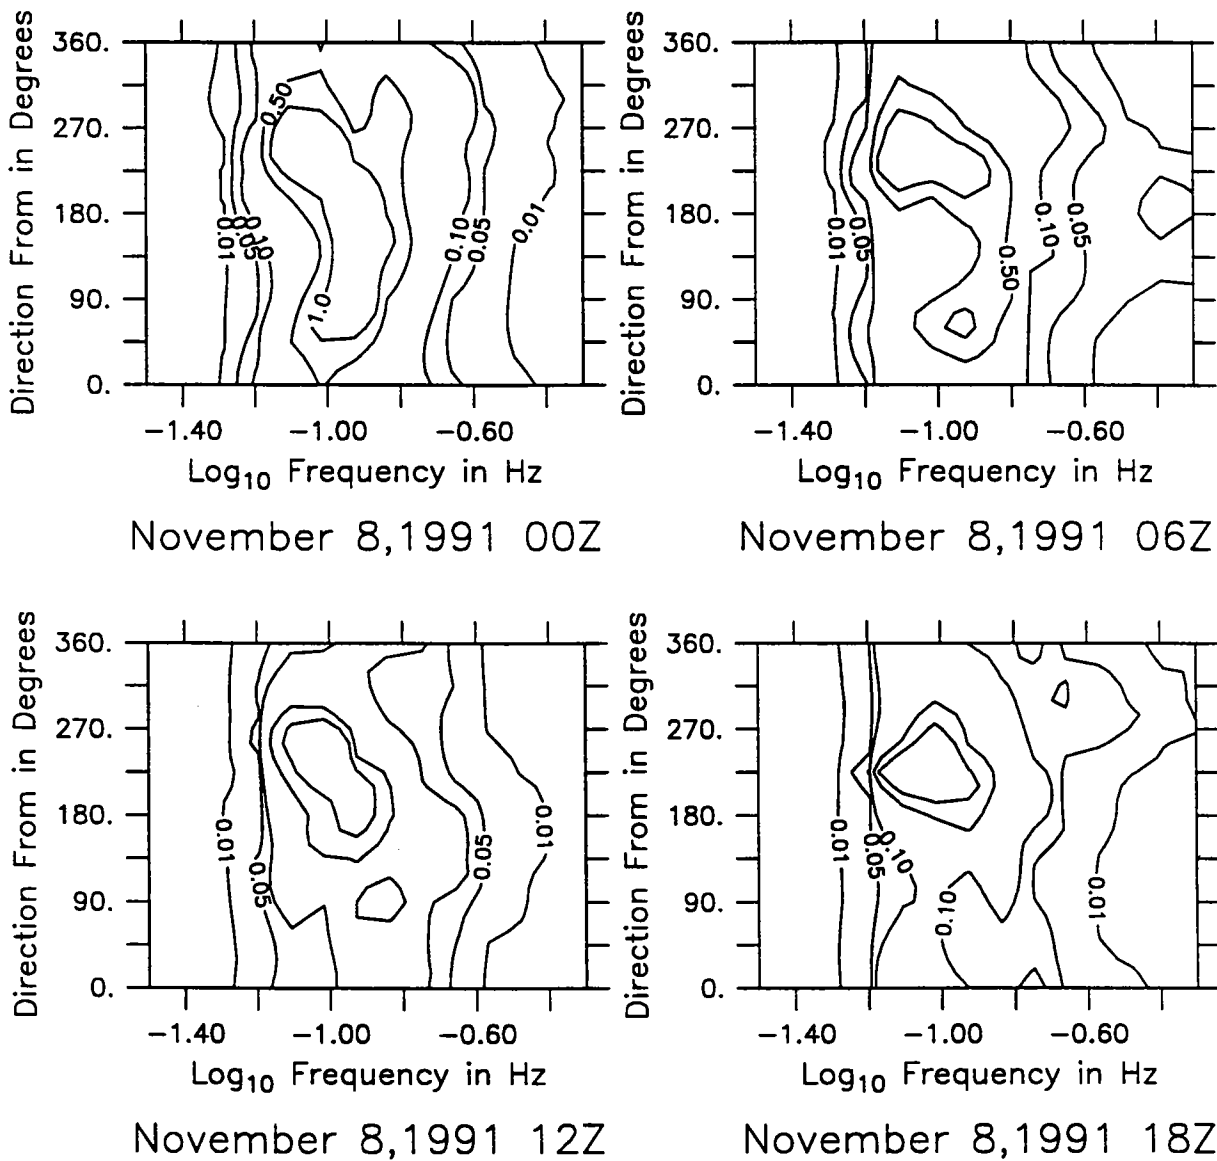 Direction From in Degrees
360.
270.
180.
90.
0.
0.50
1.0
0.01
0.05
0.10
0.10
0.05
0.01
−1.40 −1.00 −0.60
Log10 Frequency in Hz
November 8,1991 00Z
Direction From in Degrees
360.
270.
180.
90.
0.
0.01
0.05
0.50
0.10
0.05
−1.40 −1.00 −0.60
Log10 Frequency in Hz
November 8,1991 06Z
Direction From in Degrees
360.
270.
180.
90.
0.
0.01
0.05
0.05
0.01
−1.40 −1.00 −0.60
Log10 Frequency in Hz
November 8,1991 12Z
Direction From in Degrees
360.
270.
180.
90.
0.
0.01
0.05
0.10
0.10
0.01
−1.40 −1.00 −0.60
Log10 Frequency in Hz
November 8,1991 18Z